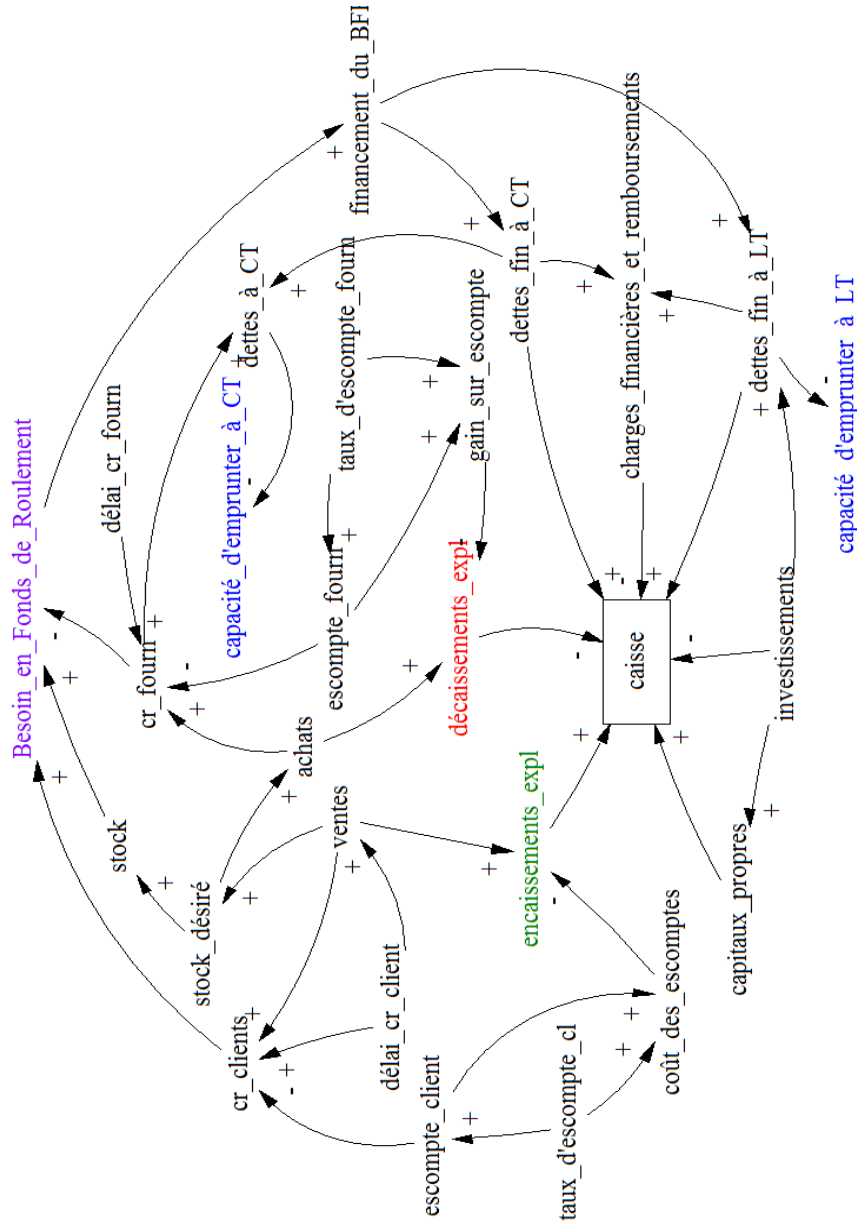 Besoin_en_Fonds_de_Roulement
+
+
-
stock
délai_cr_fourn
financement_du_BFI
+
cr_fourn
+
-
+
dettes_à_CT
+
+
capacité_d'emprunter_à_CT
-
stock_désiré
+
+
achats
+
+
escompte_fourn
+
taux_d'escompte_fourn
cr_clients
+
- +
ventes
+
délai_cr_client
décaissements_expl
-
gain_sur_escompte
+
+
dettes_fin_à_CT
+
encaissements_expl
+
-
escompte_client
+
taux_d'escompte_cl
+
+
coût_des_escomptes
caisse
+
+
-
-
+
-
+
charges_financières_et_remboursements
+
+
capitaux_propres
+
investissements
+
dettes_fin_à_LT
+
-
capacité d'emprunter à LT